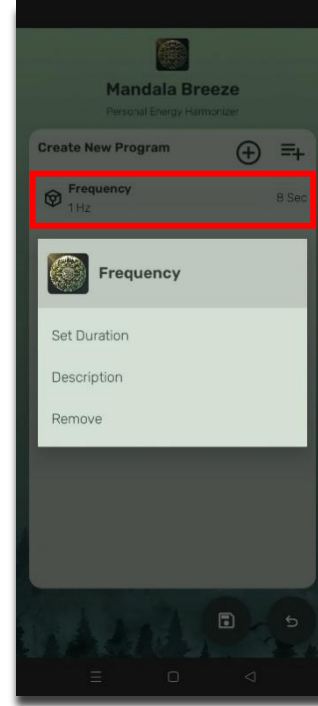 Mandala Breeze
Personal Energy Harmonizer
Create New Program
Frequency
1 Hz
8 Sec
Frequency
Set Duration
Description
Remove